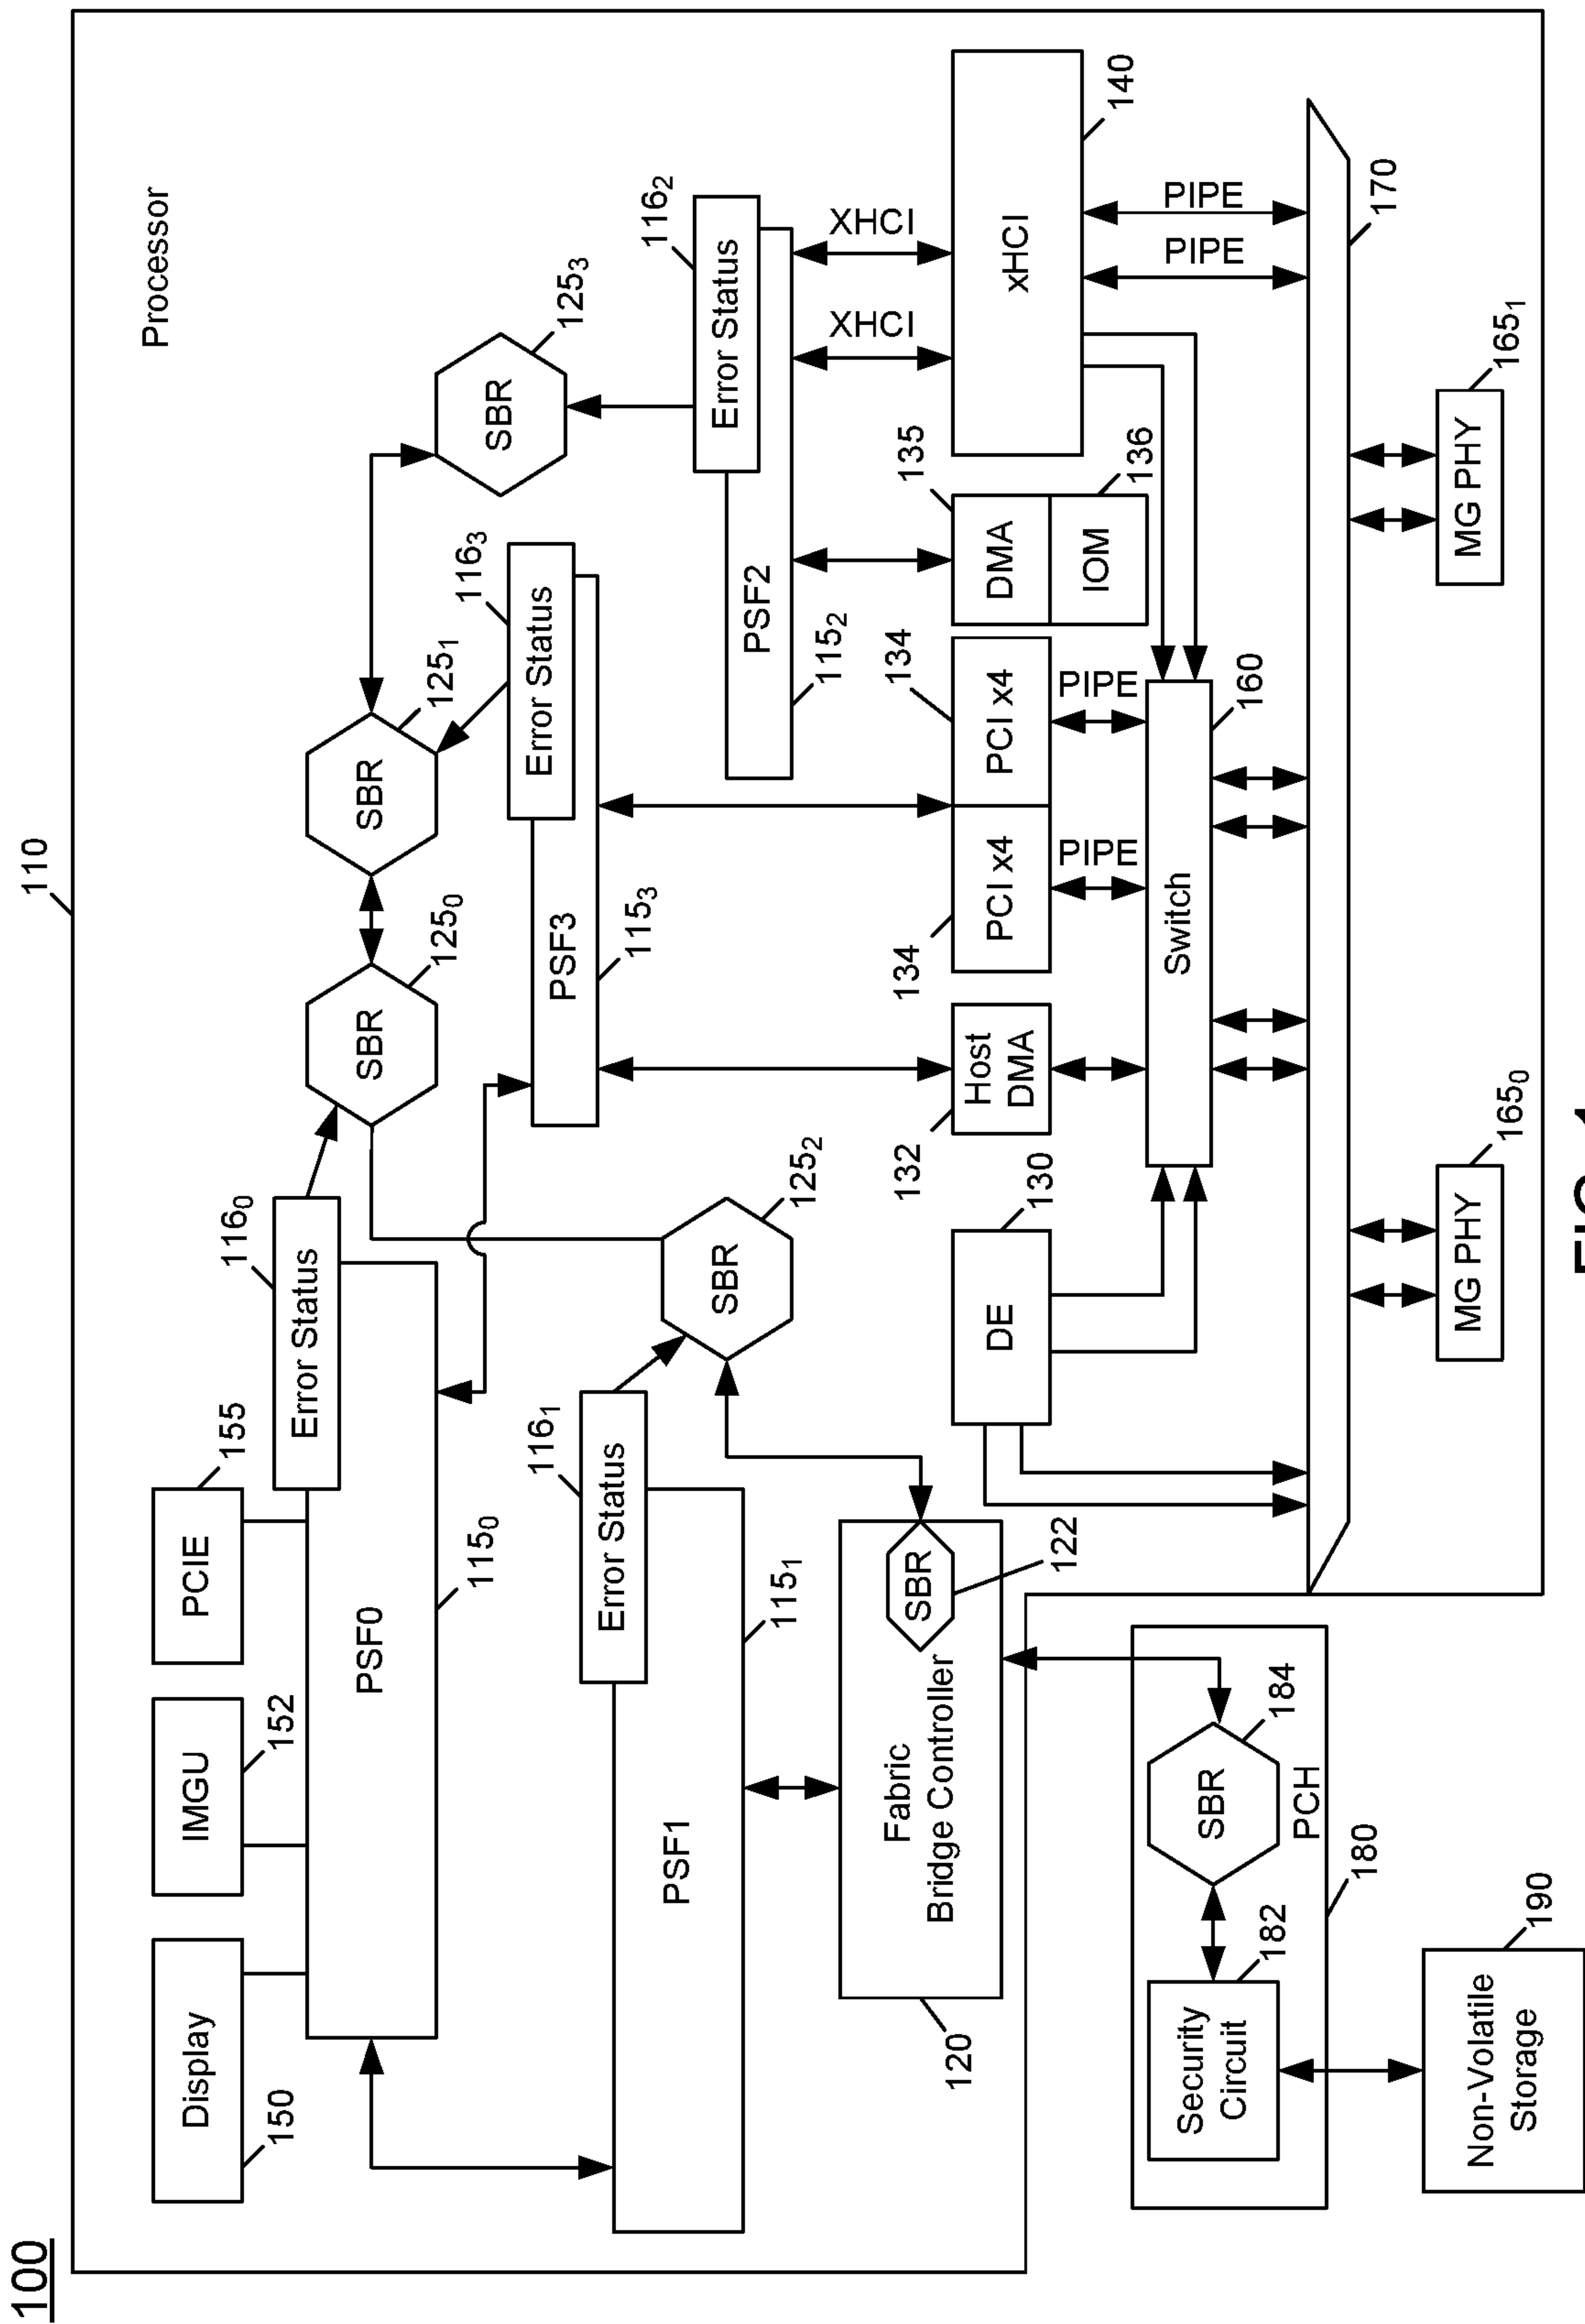 100
110
Processor
Display
IMGU
PCIE
150
152
155
116₀
Error Status
PSF0
115₀
SBR
125₀
SBR
125₁
SBR
125₃
116₃
Error Status
PSF3
115₃
116₁
Error Status
PSF1
115₁
SBR
125₂
116₂
Error Status
PSF2
115₂
XHCI
XHCI
Fabric
Bridge Controller
SBR
120
122
DE
130
Host
DMA
132
PCI x4
134
PCI x4
134
DMA
135
IOM
136
xHCI
140
PIPE
PIPE
PIPE
PIPE
Switch
160
170
Security
Circuit
182
SBR
184
PCH
180
MG PHY
165₀
MG PHY
165₁
Non-Volatile
Storage
190